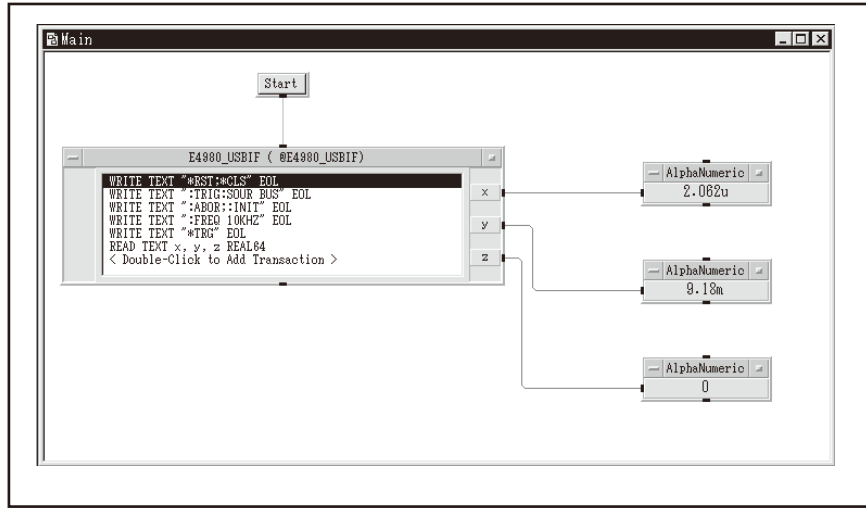 Main
Start
E4980_USBIF ( @E4980_USBIF)
WRITE TEXT "*RST;*CLS" EOL
WRITE TEXT ":TRIG:SOUR BUS" EOL
WRITE TEXT ":ABOR;:INIT" EOL
WRITE TEXT ":FREQ 10KHZ" EOL
WRITE TEXT "*TRG" EOL
READ TEXT x, y, z REAL64
< Double-Click to Add Transaction >
x
y
z
AlphaNumeric
2.062u
AlphaNumeric
9.18m
AlphaNumeric
0